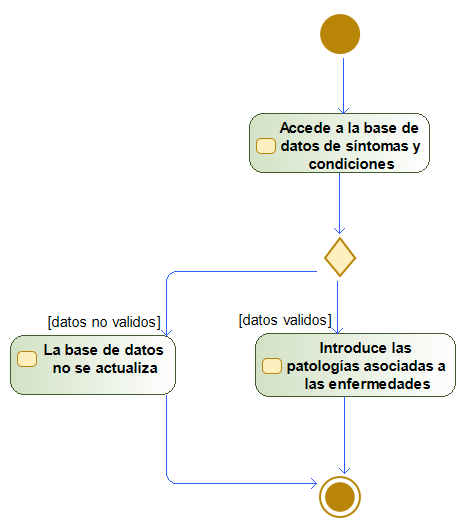 Accede a la base de
datos de síntomas y
condiciones
[datos no validos]
[datos validos]
La base de datos
no se actualiza
Introduce las
patologías asociadas a
las enfermedades